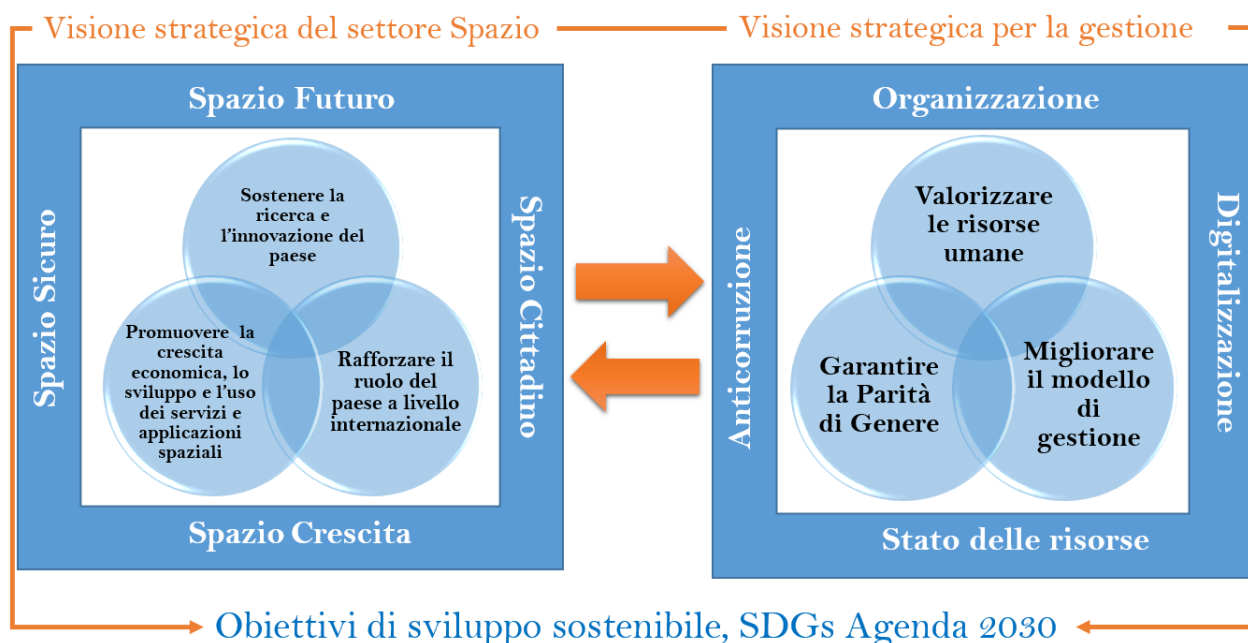 Visione strategica del settore Spazio
Visione strategica per la gestione
Spazio Futuro
Spazio Sicuro
Sostenere la
ricerca e
l'innovazione del
paese
Promuovere la
crescita
economica, lo
sviluppo e l'uso
dei servizi e
applicazioni
spaziali
Rafforzare il
ruolo del
paese a livello
internazionale
Spazio Cittadino
Spazio Crescita
Organizzazione
Anticorruzione
Valorizzare
le risorse
umane
Garantire
la Parità
di Genere
Migliorare
il modello
di
gestione
Digitalizzazione
Stato delle risorse
Obiettivi di sviluppo sostenibile, SDGs Agenda 2030